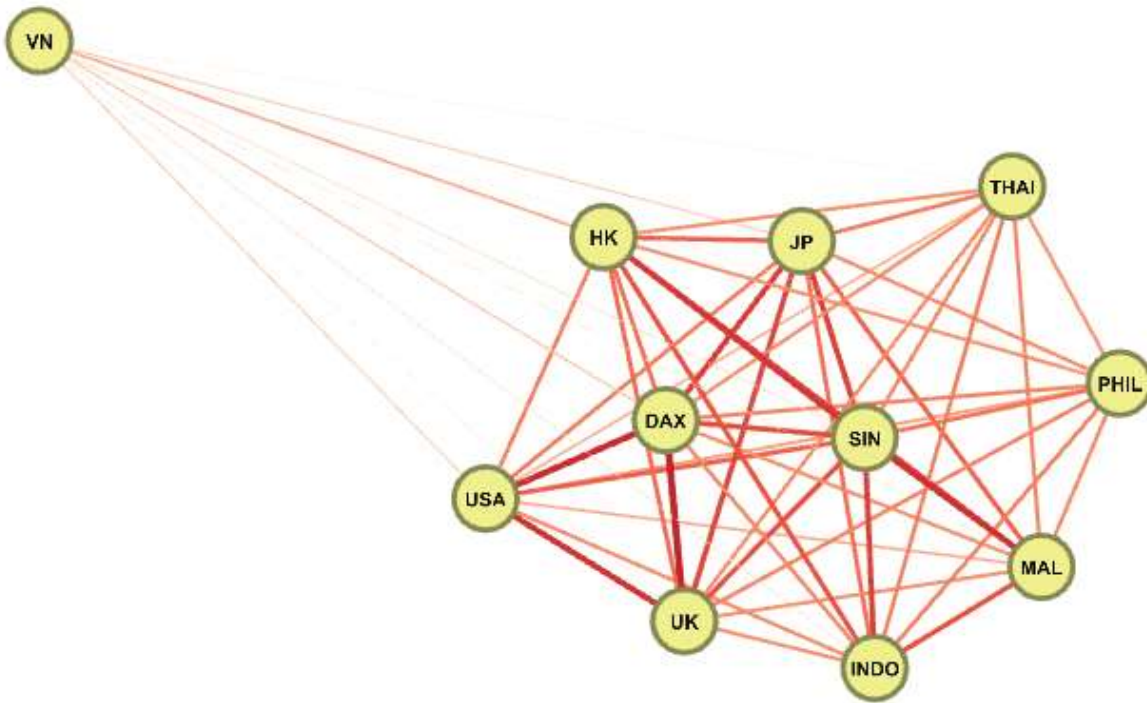 VN
THAI
HK
JP
PHIL
DAX
SIN
USA
MAL
UK
INDO